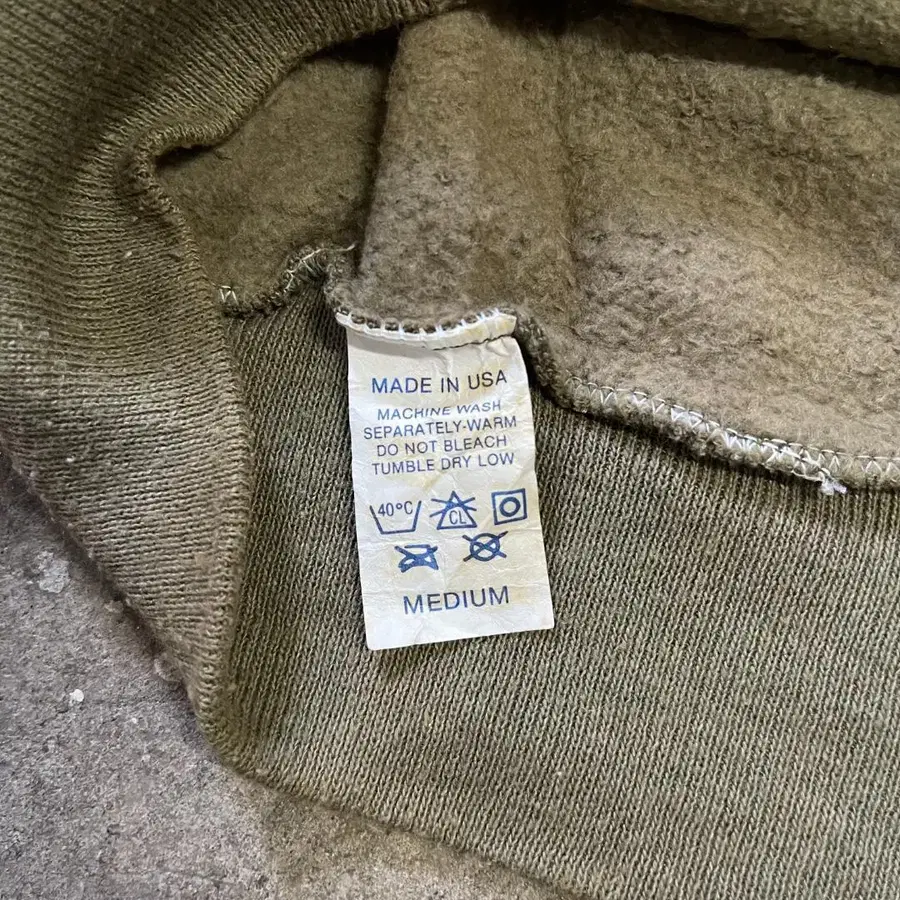 MADE IN USA
MACHINE WASH
SEPARATELY-WARM
DO NOT BLEACH
TUMBLE DRY LOW
40°C CL
MEDIUM